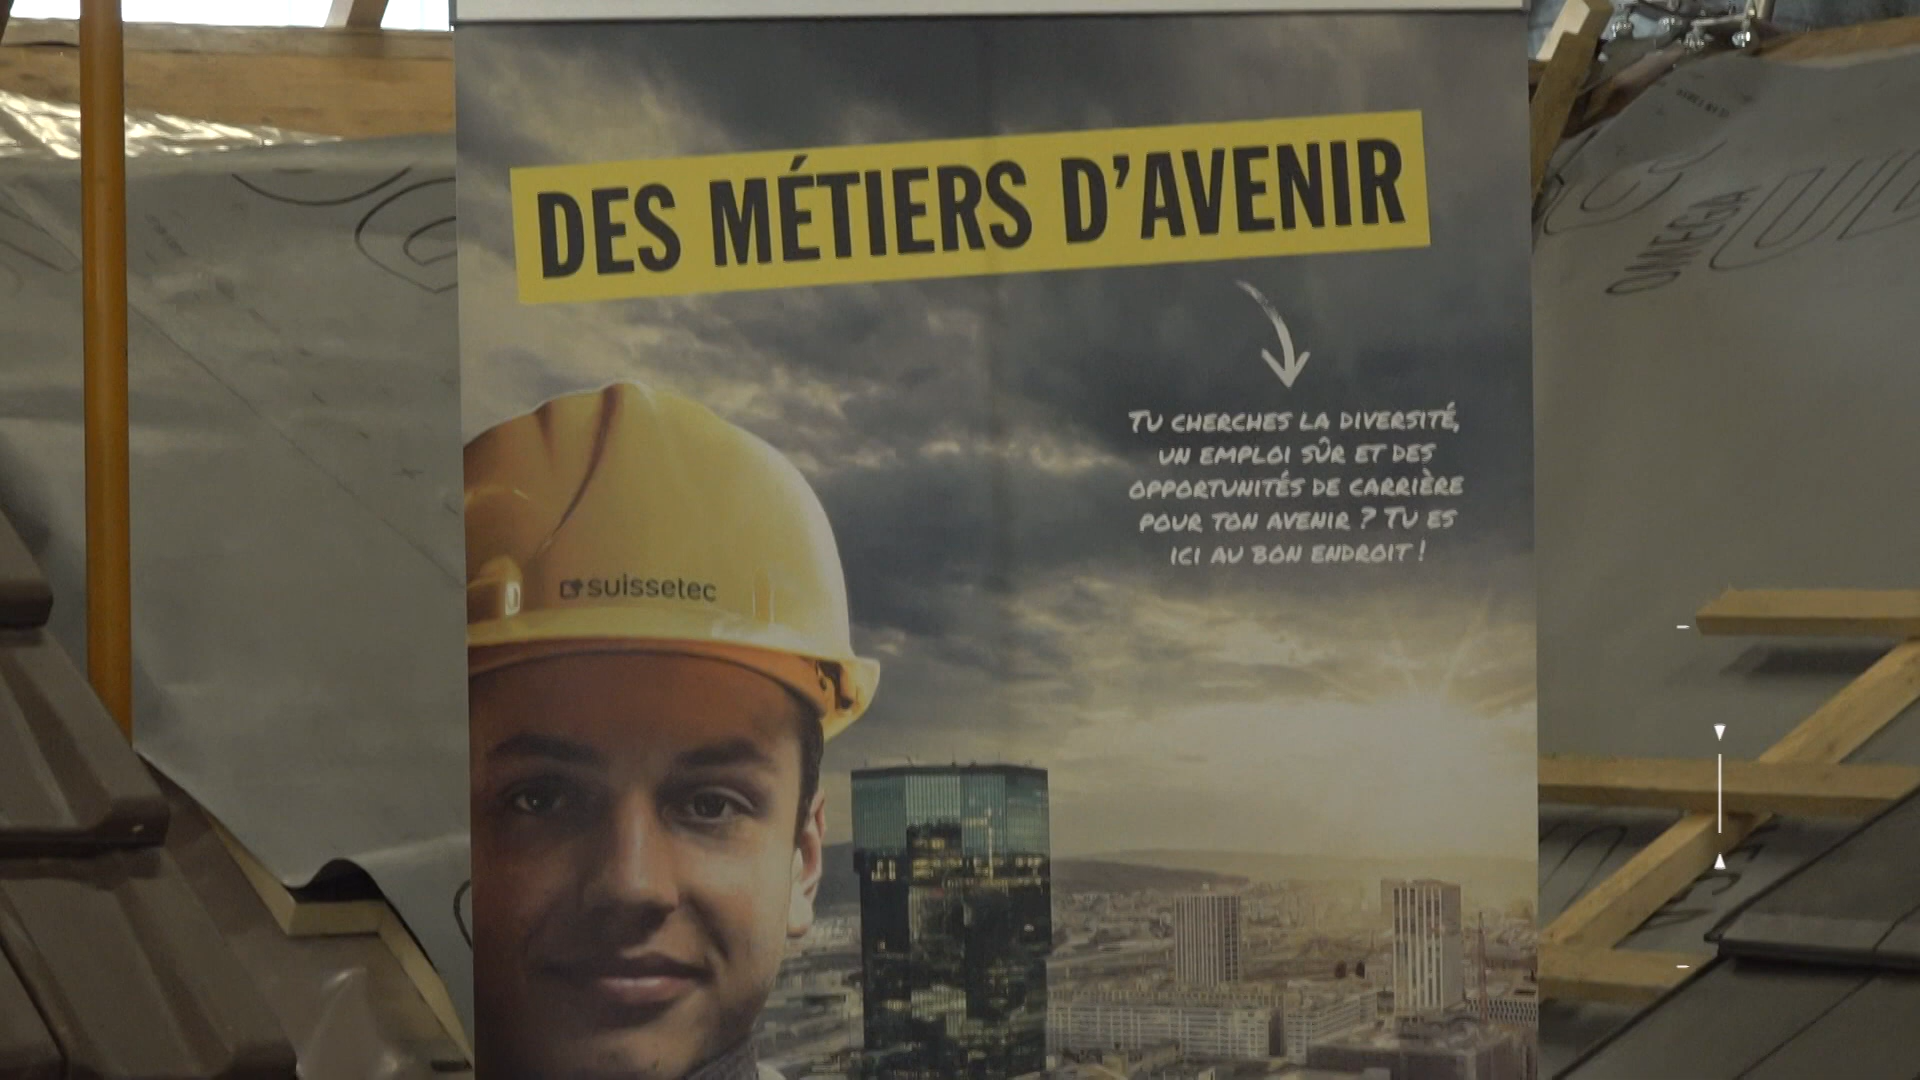 DES MÉTIERS D'AVENIR
TU CHERCHES LA DIVERSITÉ,
UN EMPLOI SÛR ET DES
OPPORTUNITÉS DE CARRIÈRE
POUR TON AVENIR ? TU ES
ICI AU BON ENDROIT !
suissetec
OMEGA